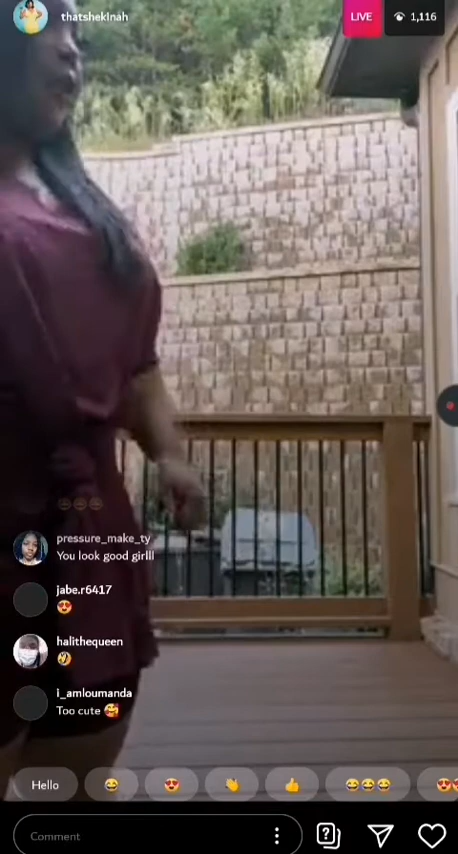 thatshekinah
LIVE
1,116
pressure_make_ty
You look good girlll
jabe.r6417
😍
halithequeen
🤣
i_amloumanda
Too cute 🥰
Hello
Comment